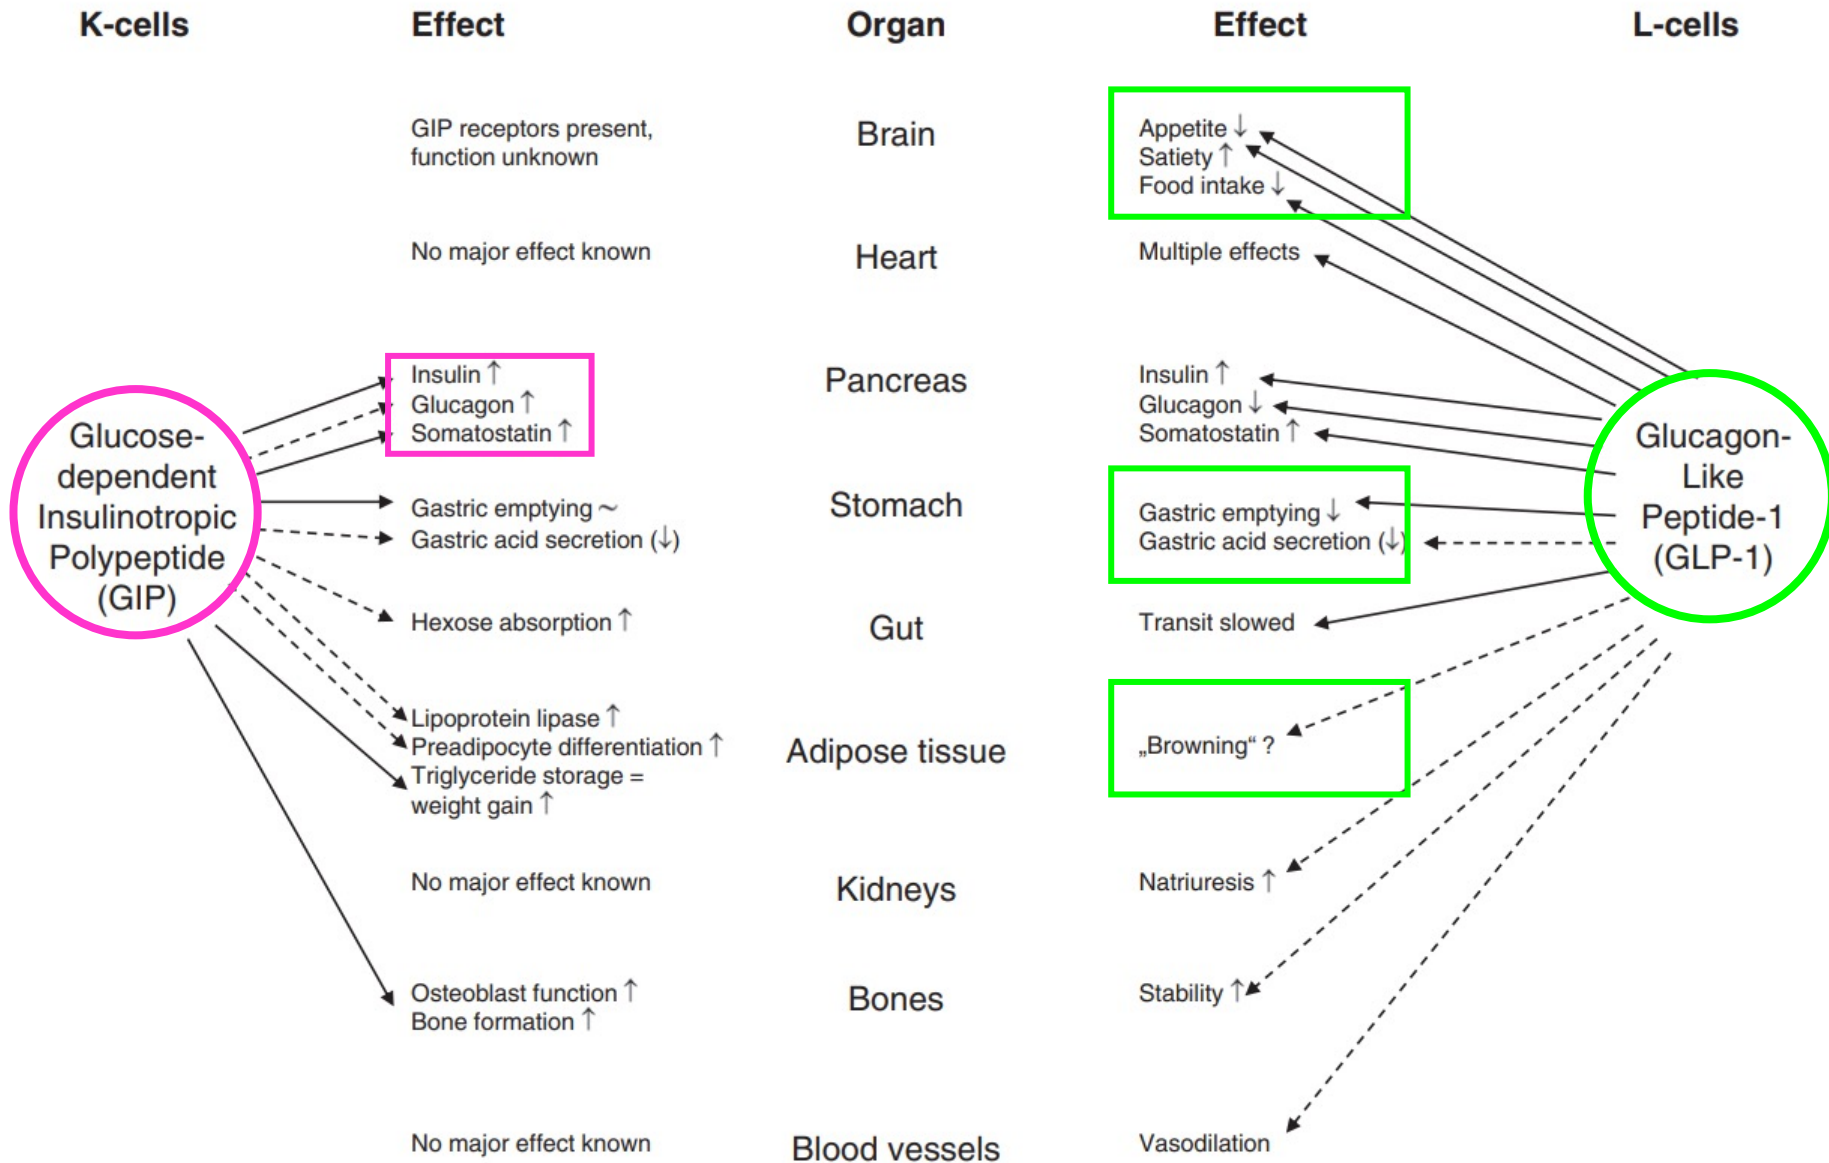 K-cells Effect Organ Effect L-cells
GIP receptors present,
function unknown
Brain
Appetite ↓
Satiety ↑
Food intake ↓
No major effect known
Heart
Multiple effects
Insulin ↑
Glucagon ↑
Somatostatin ↑
Pancreas
Insulin ↑
Glucagon ↓
Somatostatin ↑
Glucose-
dependent
Insulinotropic
Polypeptide
(GIP)
Gastric emptying ~
Gastric acid secretion (↓)
Stomach
Gastric emptying ↓
Gastric acid secretion (↓)
Glucagon-
Like
Peptide-1
(GLP-1)
Hexose absorption ↑
Gut
Transit slowed
Lipoprotein lipase ↑
Preadipocyte differentiation ↑
Triglyceride storage =
weight gain ↑
Adipose tissue
„Browning“ ?
No major effect known
Kidneys
Natriuresis ↑
Osteoblast function ↑
Bone formation ↑
Bones
Stability ↑
No major effect known
Blood vessels
Vasodilation